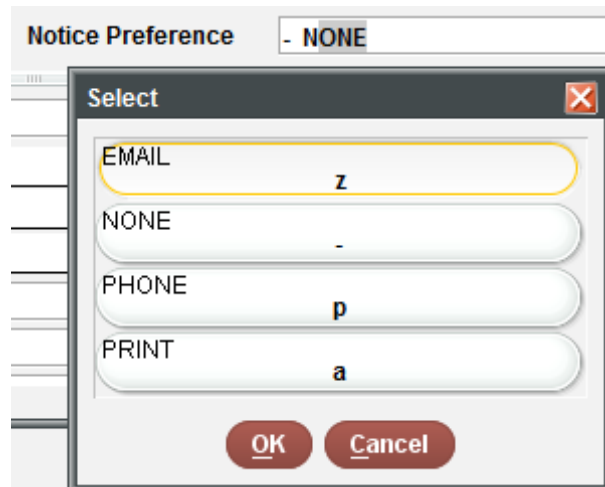 Notice Preference - NONE
Select
EMAIL
z
NONE
-
PHONE
p
PRINT
a
OK Cancel